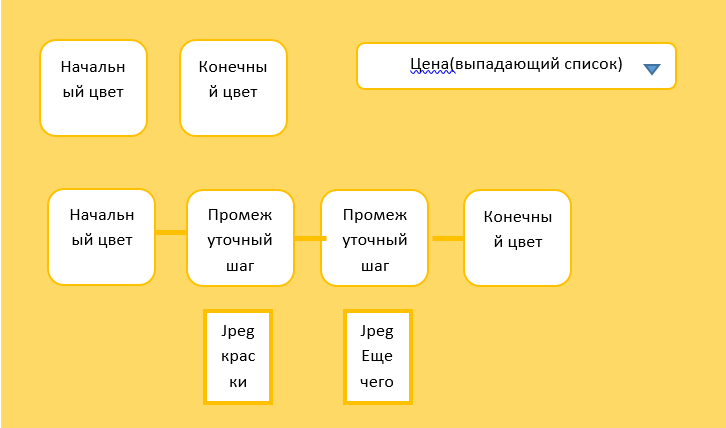 Начальн
ый цвет
Конечны
й цвет
Цена(выпадающий список)
Начальн
ый цвет
Промеж
уточный
шаг
Промеж
уточный
шаг
Конечны
й цвет
Jpeg
крас
ки
Jpeg
Еще
чего